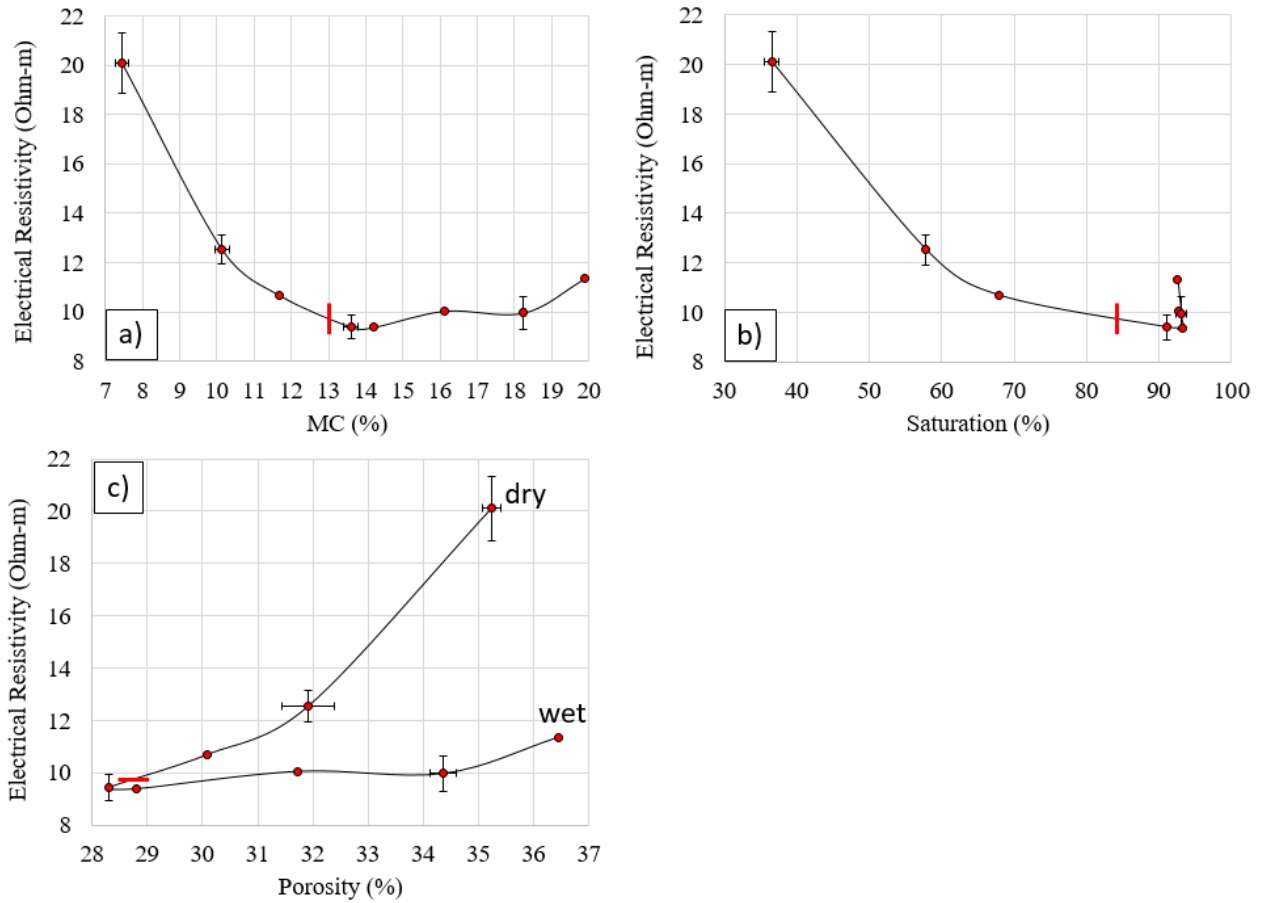 22
20
18
16
14
12
10
8
Electrical Resistivity (Ohm-m)
a)
7 8 9 10 11 12 13 14 15 16 17 18 19 20
MC (%)
22
20
18
16
14
12
10
8
Electrical Resistivity (Ohm-m)
b)
30 40 50 60 70 80 90 100
Saturation (%)
22
20
18
16
14
12
10
8
Electrical Resistivity (Ohm-m)
c)
dry
wet
28 29 30 31 32 33 34 35 36 37
Porosity (%)